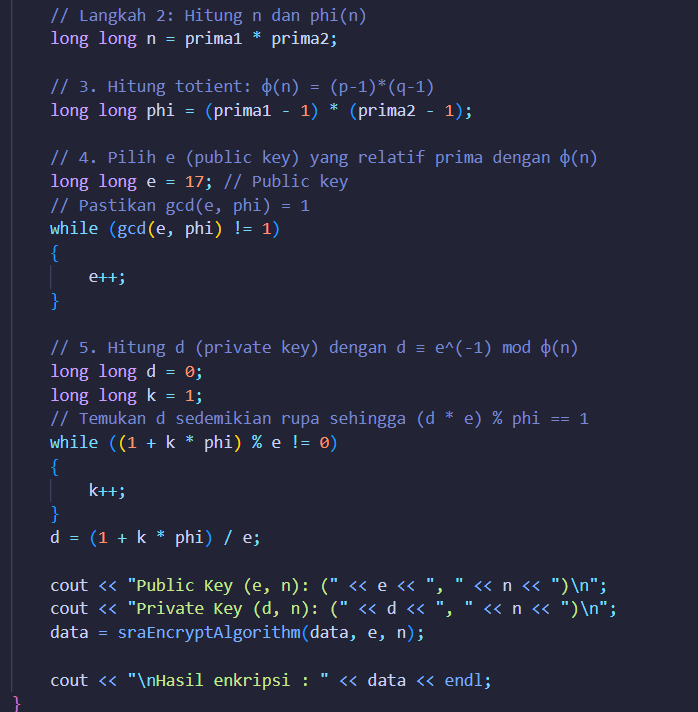 // Langkah 2: Hitung n dan phi(n)
long long n = prima1 * prima2;
// 3. Hitung totient: φ(n) = (p-1)*(q-1)
long long phi = (prima1 - 1) * (prima2 - 1);
// 4. Pilih e (public key) yang relatif prima dengan φ(n)
long long e = 17; // Public key
// Pastikan gcd(e, phi) = 1
while (gcd(e, phi) != 1)
{
e++;
}
// 5. Hitung d (private key) dengan d ≡ e^(-1) mod φ(n)
long long d = 0;
long long k = 1;
// Temukan d sedemikian rupa sehingga (d * e) % phi == 1
while ((1 + k * phi) % e != 0)
{
k++;
}
d = (1 + k * phi) / e;
cout << "Public Key (e, n): (" << e << ", " << n << ")\n";
cout << "Private Key (d, n): (" << d << ", " << n << ")\n";
data = sraEncryptAlgorithm(data, e, n);
cout << "\nHasil enkripsi : " << data << endl;
}